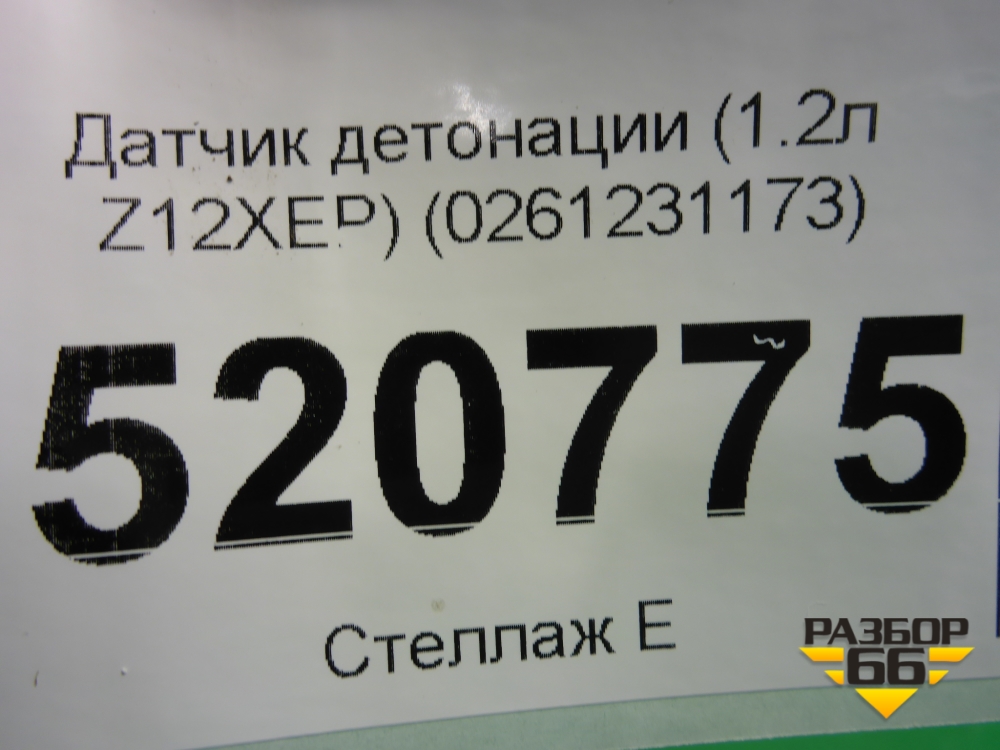 Датчик детонации (1.2л
Z12XEP) (0261231173)
520775
Стеллаж Е
РАЗБОР
66